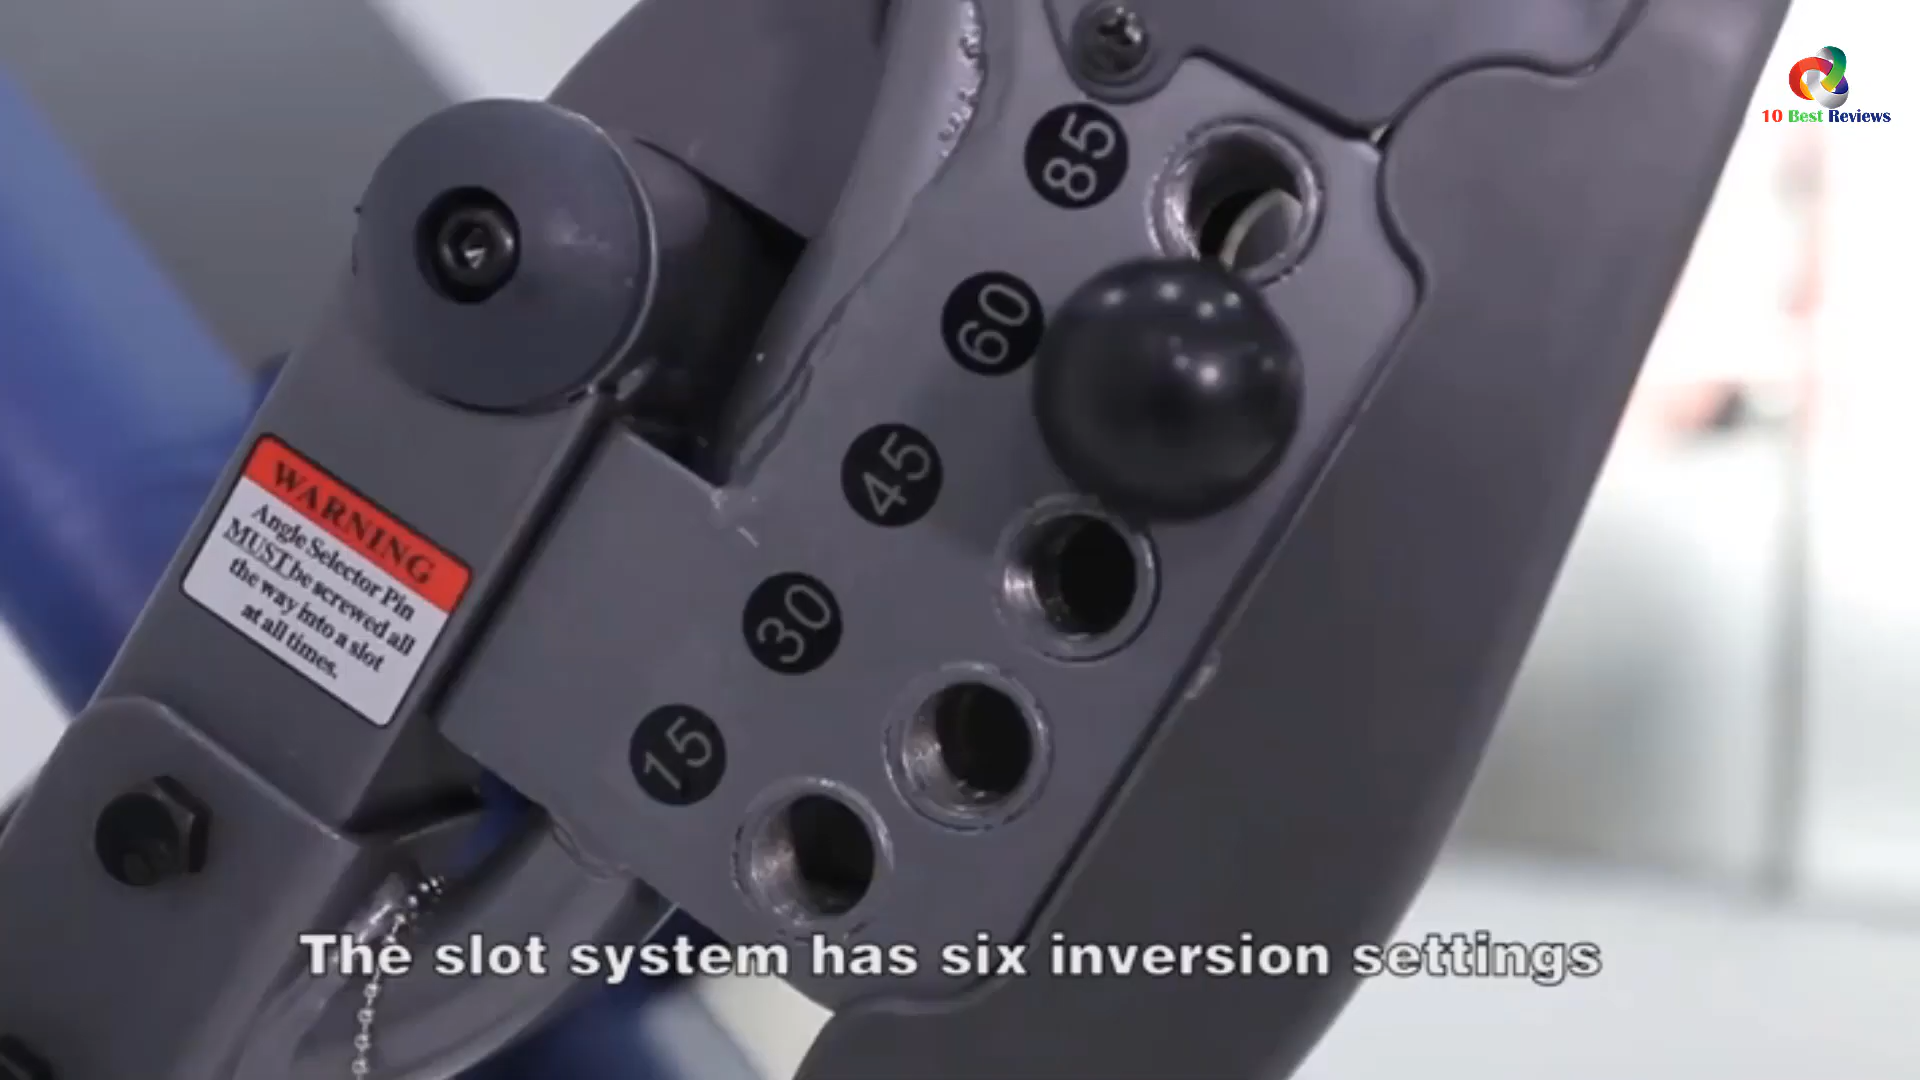 10 Best Reviews
85
60
45
30
15
WARNING
Angle Selector Pin
MUST be screwed all
the way into a slot
at all times.
The slot system has six inversion settings